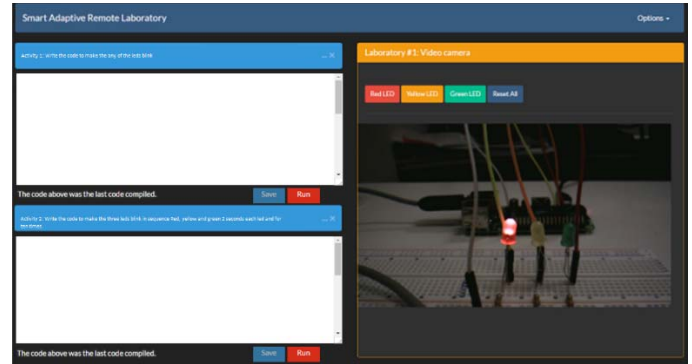 Smart Adaptive Remote Laboratory
Options
Activity 1: Write the code to make the any of the leds blink
The code above was the last code compiled.
Save
Run
Activity 2: Write the code to make the three leds blink in sequence Red, yellow and green 2 seconds each led and for
ten times
The code above was the last code compiled.
Save
Run
Laboratory #1: Video camera
Red LED
Yellow LED
Green LED
Reset All